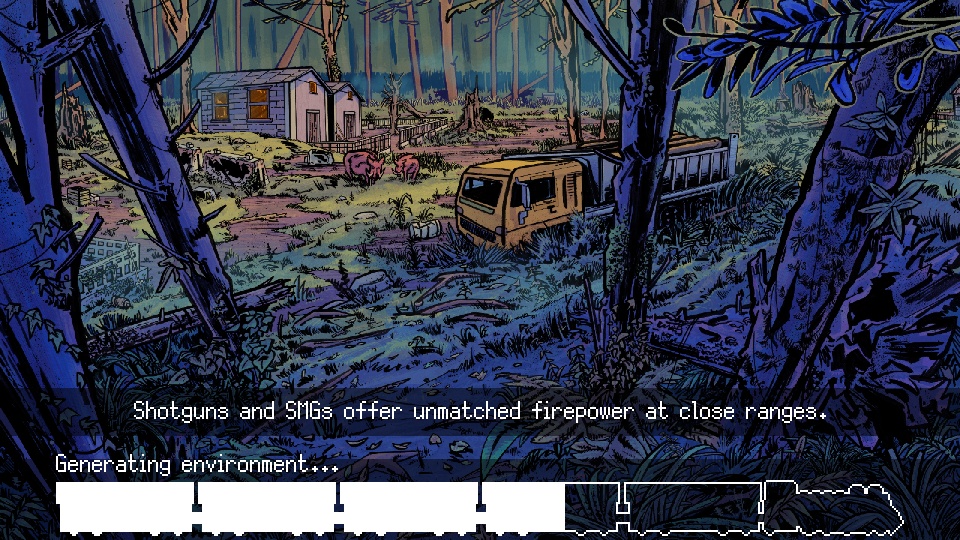 Shotguns and SMGs offer unmatched firepower at close ranges.
Generating environment...